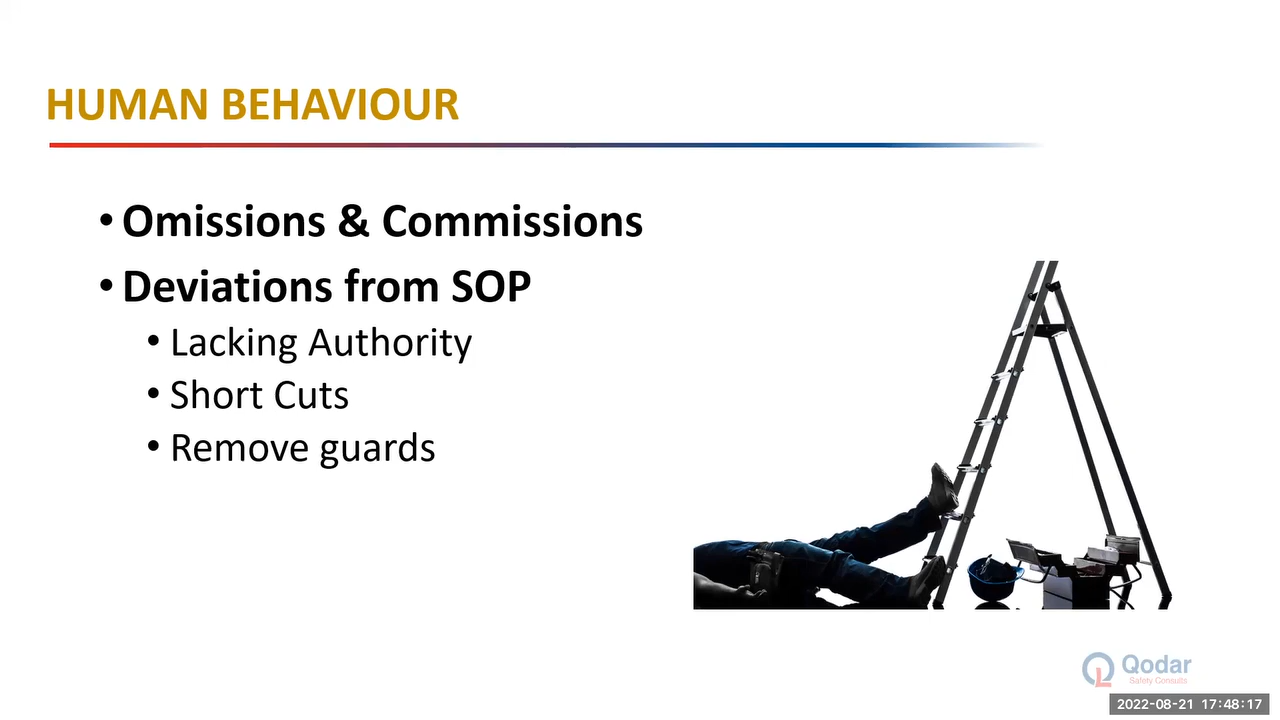 HUMAN BEHAVIOUR
• Omissions & Commissions
• Deviations from SOP
• Lacking Authority
• Short Cuts
• Remove guards
Qodar
Safety Consults
2022-08-21 17:48:17